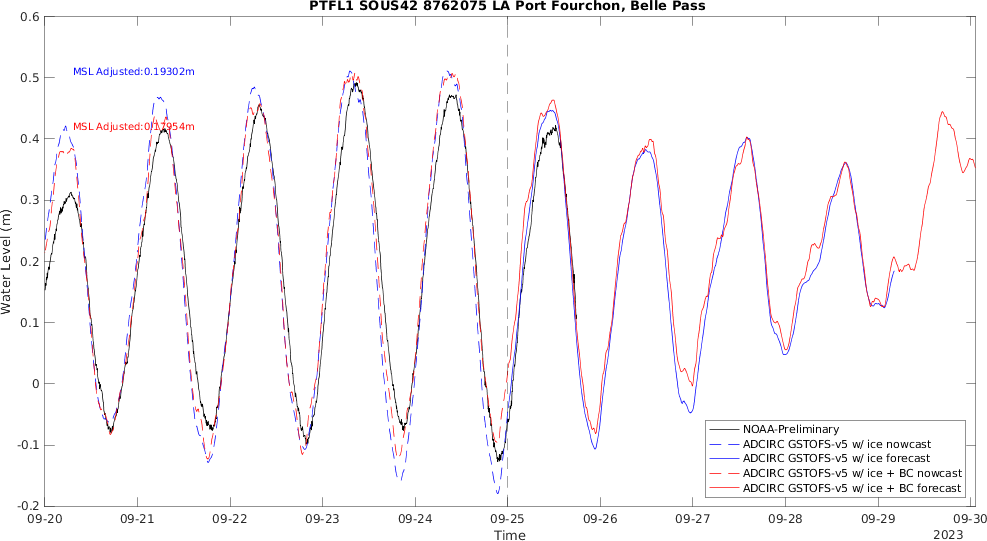 PTFL1 SOUS42 8762075 LA Port Fourchon, Belle Pass
0.6
0.5
0.4
0.3
0.2
0.1
0
-0.1
-0.2
Water Level (m)
MSL Adjusted:0.19302m
MSL Adjusted:0.17954m
NOAA-Preliminary
ADCIRC GSTOFS-v5 w/ ice nowcast
ADCIRC GSTOFS-v5 w/ ice forecast
ADCIRC GSTOFS-v5 w/ ice + BC nowcast
ADCIRC GSTOFS-v5 w/ ice + BC forecast
09-20 09-21 09-22 09-23 09-24 09-25 09-26 09-27 09-28 09-29 09-30
Time
2023